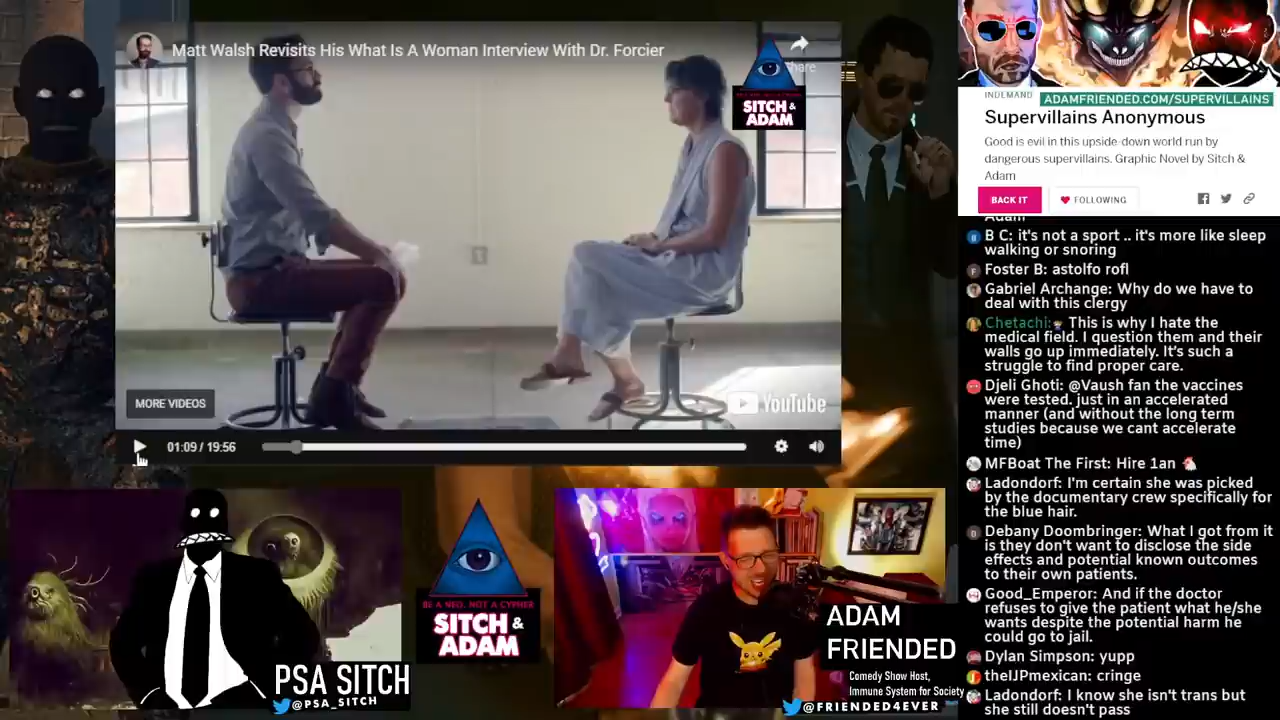 Matt Walsh Revisits His What Is A Woman Interview With Dr. Forcier
Share
SITCH &
ADAM
MORE VIDEOS
YouTube
01:09 / 19:56
INDEMAND
ADAMFRIENDED.COM/SUPERVILLAINS
Supervillains Anonymous
Good is evil in this upside-down world run by
dangerous supervillains. Graphic Novel by Sitch &
Adam
BACK IT
FOLLOWING
Adam
B C: it's not a sport .. it's more like sleep
walking or snoring
Foster B: astolfo rofl
Gabriel Archange: Why do we have to
deal with this clergy
Chetachi: This is why I hate the
medical field. I question them and their
walls go up immediately. It's such a
struggle to find proper care.
Djeli Ghoti: @Vaush fan the vaccines
were tested. just in an accelerated
manner (and without the long term
studies because we cant accelerate
time)
MFBoat The First: Hire 1an
Ladondorf: I'm certain she was picked
by the documentary crew specifically for
the blue hair.
Debany Doombringer: What I got from it
is they don't want to disclose the side
effects and potential known outcomes
to their own patients.
Good_Emperor: And if the doctor
refuses to give the patient what he/she
wants despite the potential harm he
could go to jail.
Dylan Simpson: yupp
theIJPmexican: cringe
Ladondorf: I know she isn't trans but
she still doesn't pass
PSA SITCH
@PSA_SITCH
BE A NEO, NOT A CYPHER
SITCH &
ADAM
ADAM
FRIENDED
Comedy Show Host,
Immune System for Society
@FRIENDED4EVER